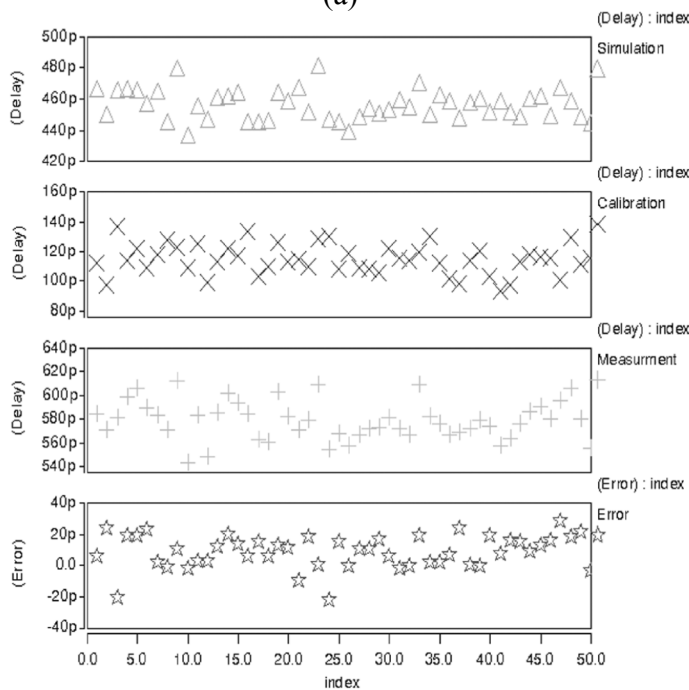 (a)
(Delay) : index
500p
480p
460p
440p
420p
(Delay)
Simulation
(Delay) : index
160p
140p
120p
100p
80p
(Delay)
Calibration
(Delay) : index
640p
620p
600p
580p
560p
540p
(Delay)
Measurment
(Error) : index
40p
20p
0.0
-20p
-40p
(Error)
Error
0.0 5.0 10.0 15.0 20.0 25.0 30.0 35.0 40.0 45.0 50.0
index